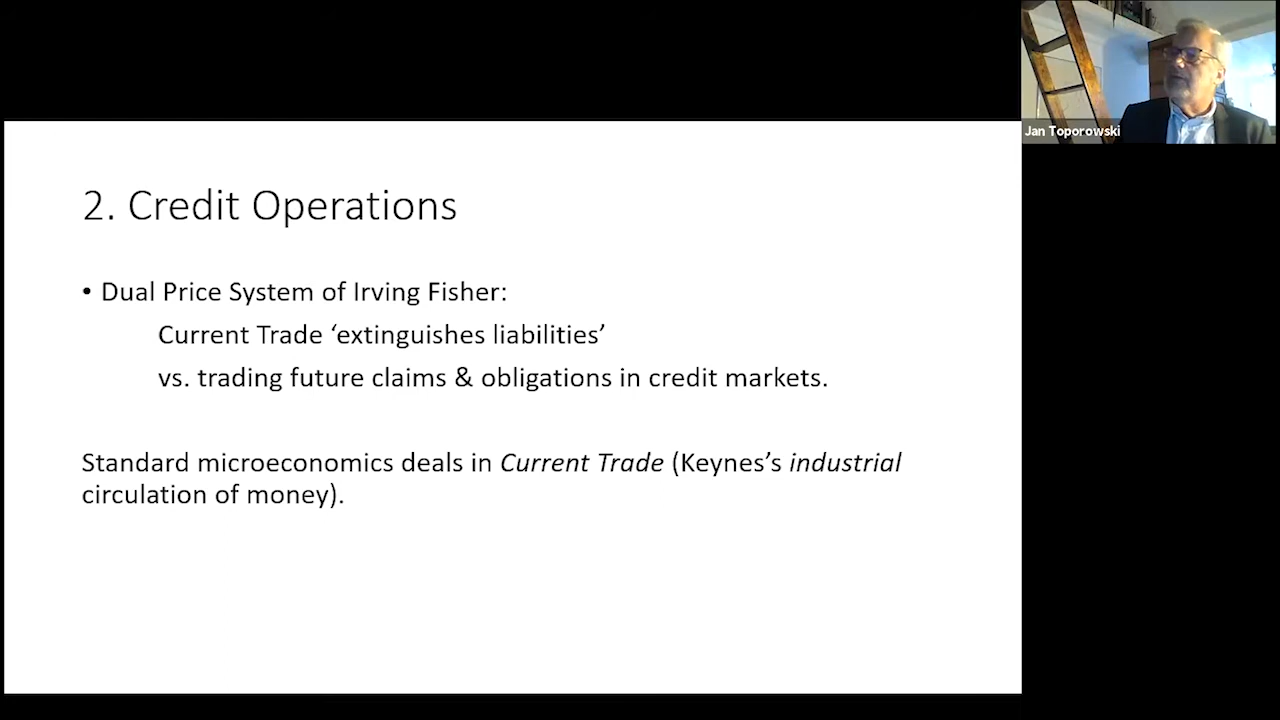 2. Credit Operations
• Dual Price System of Irving Fisher:
Current Trade ‘extinguishes liabilities’
vs. trading future claims & obligations in credit markets.
Standard microeconomics deals in Current Trade (Keynes’s industrial
circulation of money).
Jan Toporowski